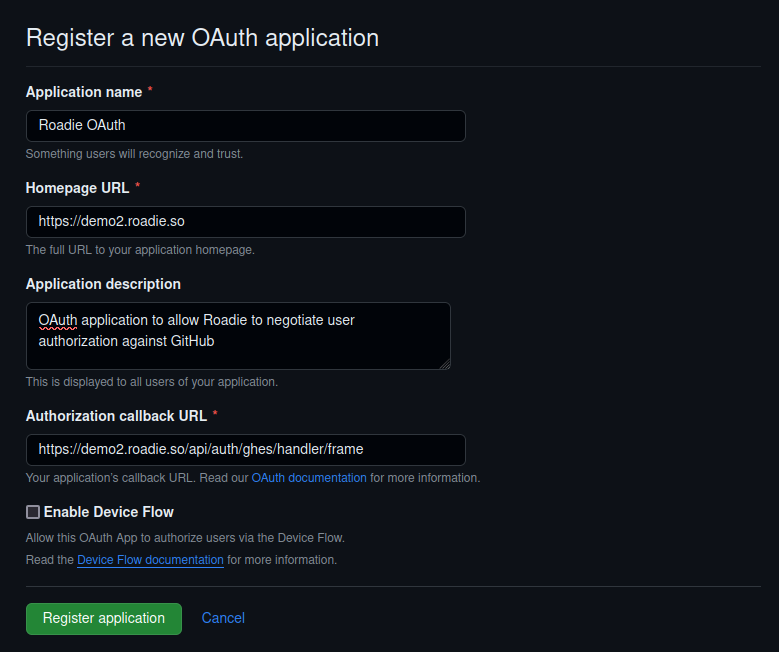 Register a new OAuth application
Application name *
Roadie OAuth
Something users will recognize and trust.
Homepage URL *
https://demo2.roadie.so
The full URL to your application homepage.
Application description
OAuth application to allow Roadie to negotiate user
authorization against GitHub
This is displayed to all users of your application.
Authorization callback URL *
https://demo2.roadie.so/api/auth/ghes/handler/frame
Your application's callback URL. Read our OAuth documentation for more information.
Enable Device Flow
Allow this OAuth App to authorize users via the Device Flow.
Read the Device Flow documentation for more information.
Register application Cancel